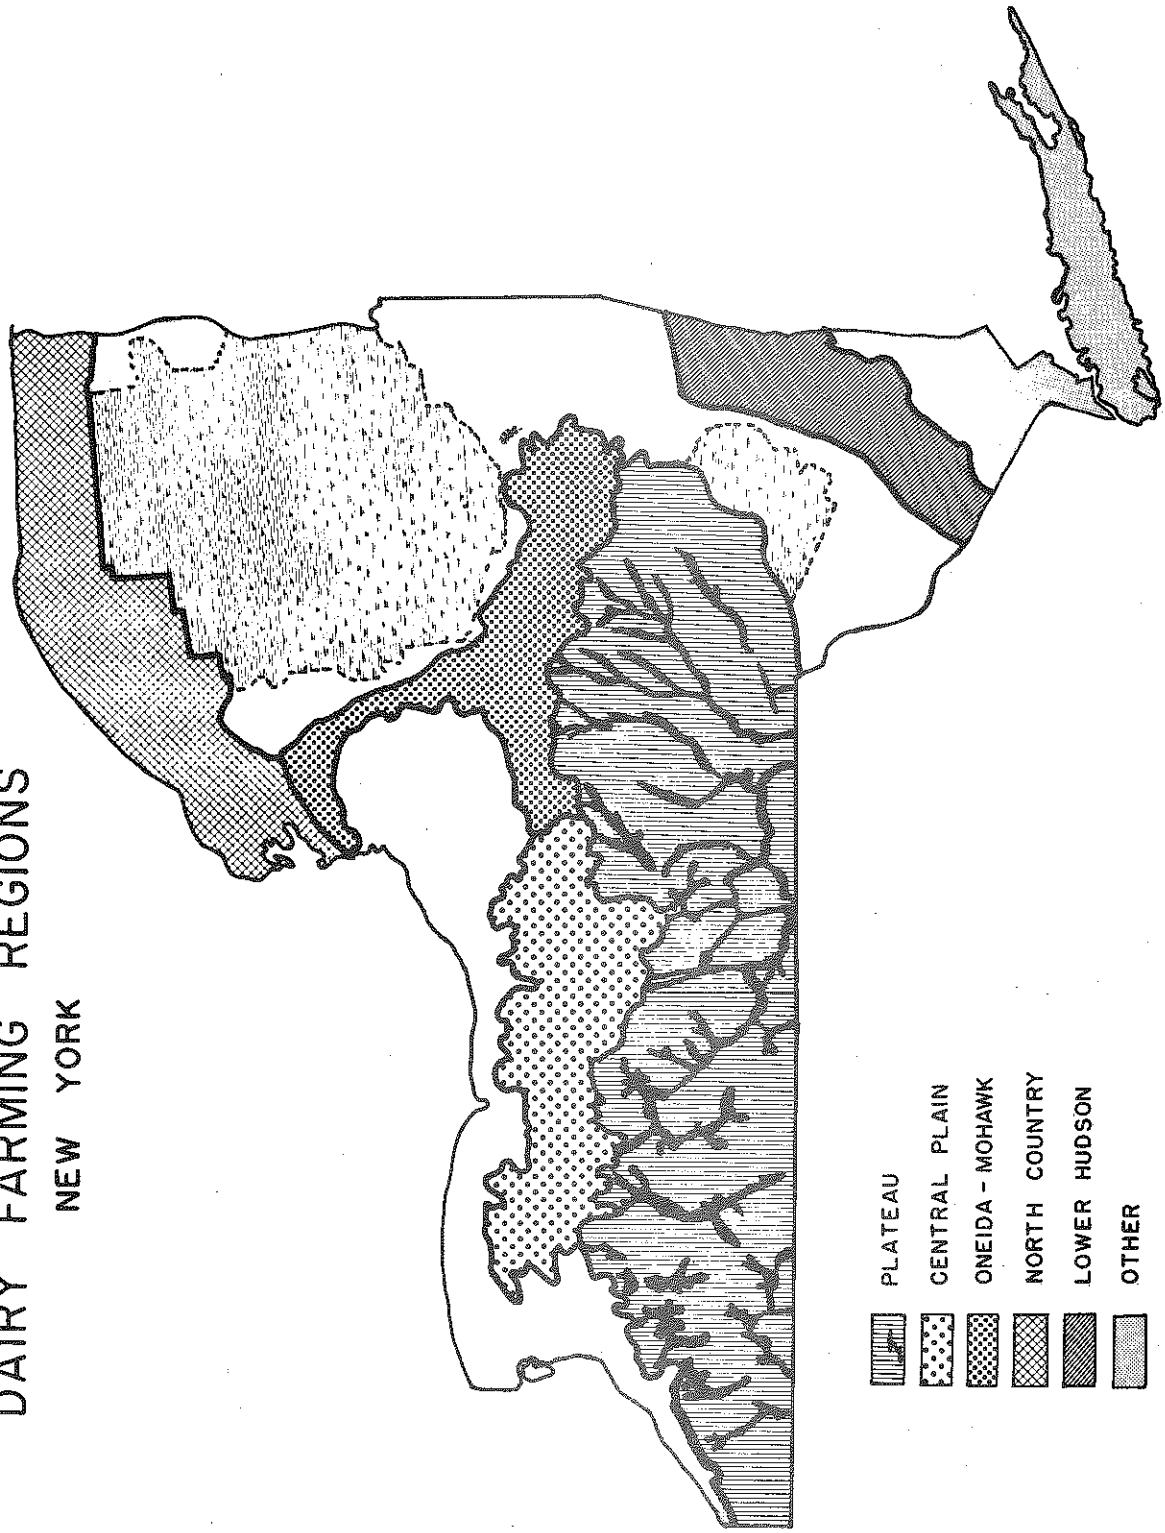 DAIRY FARMING REGIONS
NEW YORK
PLATEAU
CENTRAL PLAIN
ONEIDA - MOHAWK
NORTH COUNTRY
LOWER HUDSON
OTHER